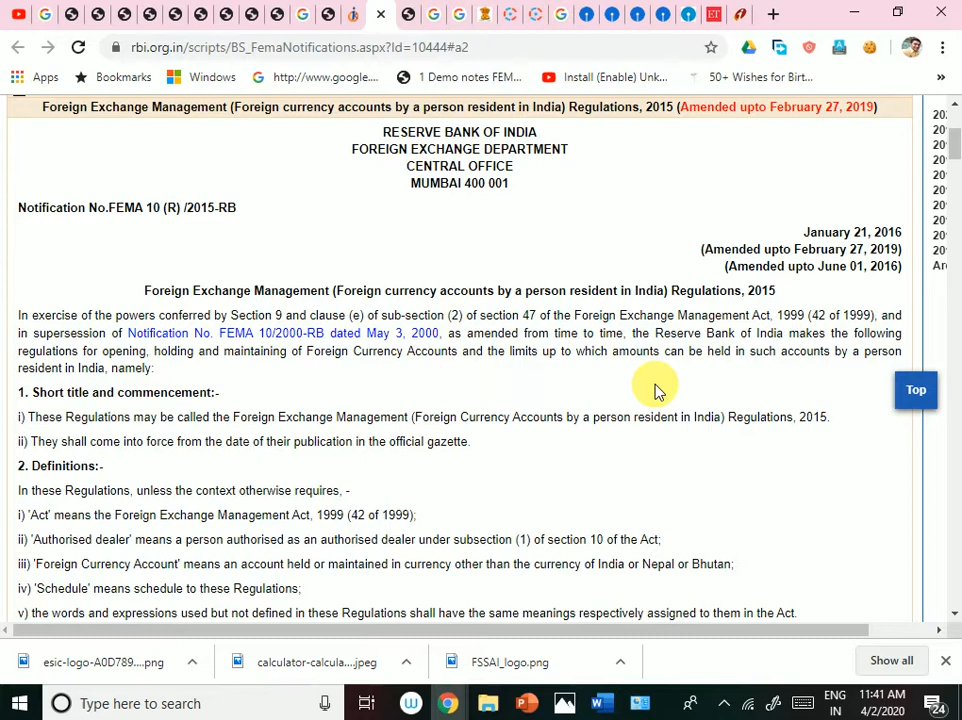 rbi.org.in/scripts/BS_FemaNotifications.aspx?Id=10444#a2
Apps
Bookmarks
Windows
http://www.google....
1 Demo notes FEM...
Install (Enable) Unk...
50+ Wishes for Birt...
»
Foreign Exchange Management (Foreign currency accounts by a person resident in India) Regulations, 2015 (Amended upto February 27, 2019)
RESERVE BANK OF INDIA
FOREIGN EXCHANGE DEPARTMENT
CENTRAL OFFICE
MUMBAI 400 001
Notification No.FEMA 10 (R) /2015-RB
January 21, 2016
(Amended upto February 27, 2019)
(Amended upto June 01, 2016)
Foreign Exchange Management (Foreign currency accounts by a person resident in India) Regulations, 2015
In exercise of the powers conferred by Section 9 and clause (e) of sub-section (2) of section 47 of the Foreign Exchange Management Act, 1999 (42 of 1999), and
in supersession of Notification No. FEMA 10/2000-RB dated May 3, 2000, as amended from time to time, the Reserve Bank of India makes the following
regulations for opening, holding and maintaining of Foreign Currency Accounts and the limits up to which amounts can be held in such accounts by a person
resident in India, namely:
1. Short title and commencement:-
Top
i) These Regulations may be called the Foreign Exchange Management (Foreign Currency Accounts by a person resident in India) Regulations, 2015.
ii) They shall come into force from the date of their publication in the official gazette.
2. Definitions:-
In these Regulations, unless the context otherwise requires, -
i) 'Act' means the Foreign Exchange Management Act, 1999 (42 of 1999);
ii) 'Authorised dealer' means a person authorised as an authorised dealer under subsection (1) of section 10 of the Act;
iii) 'Foreign Currency Account' means an account held or maintained in currency other than the currency of India or Nepal or Bhutan;
iv) 'Schedule' means schedule to these Regulations;
v) the words and expressions used but not defined in these Regulations shall have the same meanings respectively assigned to them in the Act.
esic-logo-A0D789....png
calculator-calcula....jpeg
FSSAI_logo.png
Show all
Type here to search
ENG
IN
11:41 AM
4/2/2020
24